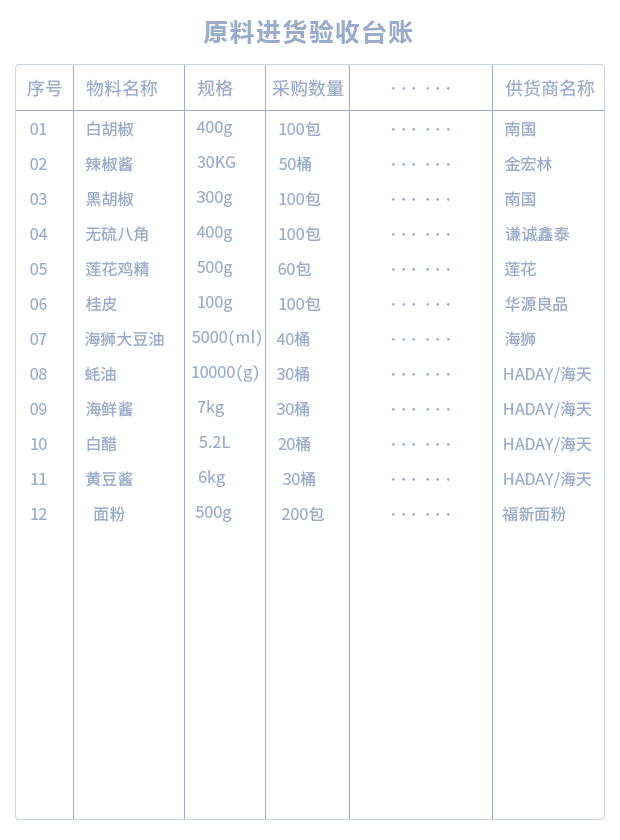 原料进货验收台账
序号 物料名称 规格 采购数量 ······ 供货商名称
01 白胡椒 400g 100包 ······ 南国
02 辣椒酱 30KG 50桶 ······ 金宏林
03 黑胡椒 300g 100包 ······ 南国
04 无硫八角 400g 100包 ······ 谦诚鑫泰
05 莲花鸡精 500g 60包 ······ 莲花
06 桂皮 100g 100包 ······ 华源良品
07 海狮大豆油 5000(ml) 40桶 ······ 海狮
08 蚝油 10000(g) 30桶 ······ HADAY/海天
09 海鲜酱 7kg 30桶 ······ HADAY/海天
10 白醋 5.2L 20桶 ······ HADAY/海天
11 黄豆酱 6kg 30桶 ······ HADAY/海天
12 面粉 500g 200包 ······ 福新面粉